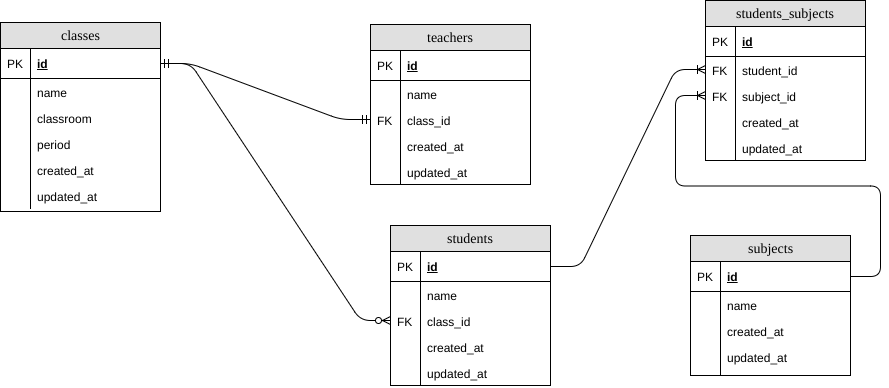 classes
PK id
name
classroom
period
created_at
updated_at
teachers
PK id
name
FK class_id
created_at
updated_at
students_subjects
PK id
FK student_id
FK subject_id
created_at
updated_at
students
PK id
name
FK class_id
created_at
updated_at
subjects
PK id
name
created_at
updated_at